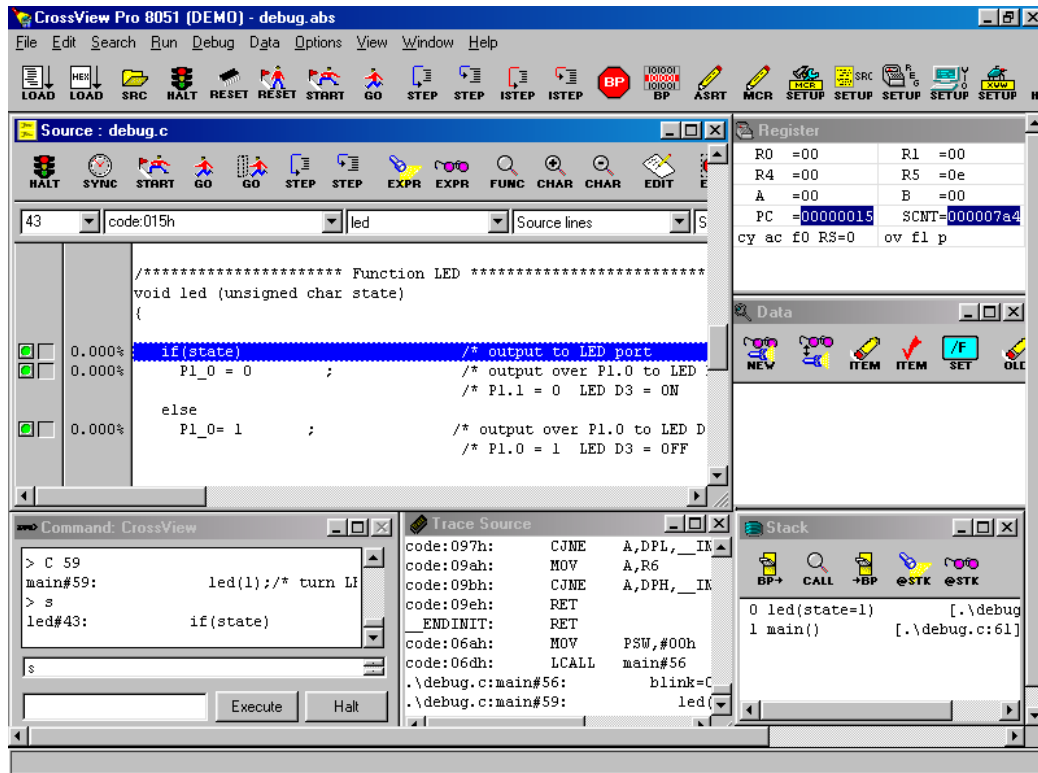 CrossView Pro 8051 (DEMO) - debug.abs
File Edit Search Run Debug Data Options View Window Help
LOAD LOAD SRC HALT RESET RESET START GO STEP STEP ISTEP ISTEP BP BP ASRT MCR SETUP SETUP SETUP SETUP SETUP
Source : debug.c
HALT SYNC START GO GO STEP STEP EXPR EXPR FUNC CHAR CHAR EDIT
43 code:015h led Source lines
/********************** Function LED **************************
void led (unsigned char state)
{
0.000% if(state) /* output to LED port
0.000% P1_0 = 0 ; /* output over P1.0 to LED
/* P1.1 = 0 LED D3 = ON
else
0.000% P1_0= 1 ; /* output over P1.0 to LED D
/* P1.0 = 1 LED D3 = OFF
Register
R0 =00 R1 =00
R4 =00 R5 =0e
A =00 B =00
PC =00000015 SCNT=000007a4
cy ac f0 RS=0 ov fl p
Data
NEW ITEM ITEM /F SET OLD
Command: CrossView
> C 59
main#59: led(1);/* turn LE
> s
led#43: if(state)
s
Execute Halt
Trace Source
code:097h: CJNE A,DPL,__IN
code:09ah: MOV A,R6
code:09bh: CJNE A,DPH,__IN
code:09eh: RET
__ENDINIT: RET
code:06ah: MOV PSW,#00h
code:06dh: LCALL main#56
.\debug.c:main#56: blink=0
.\debug.c:main#59: led(
Stack
BP→ CALL →BP @STK @STK
0 led(state=1) [.\debug
1 main() [.\debug.c:61]